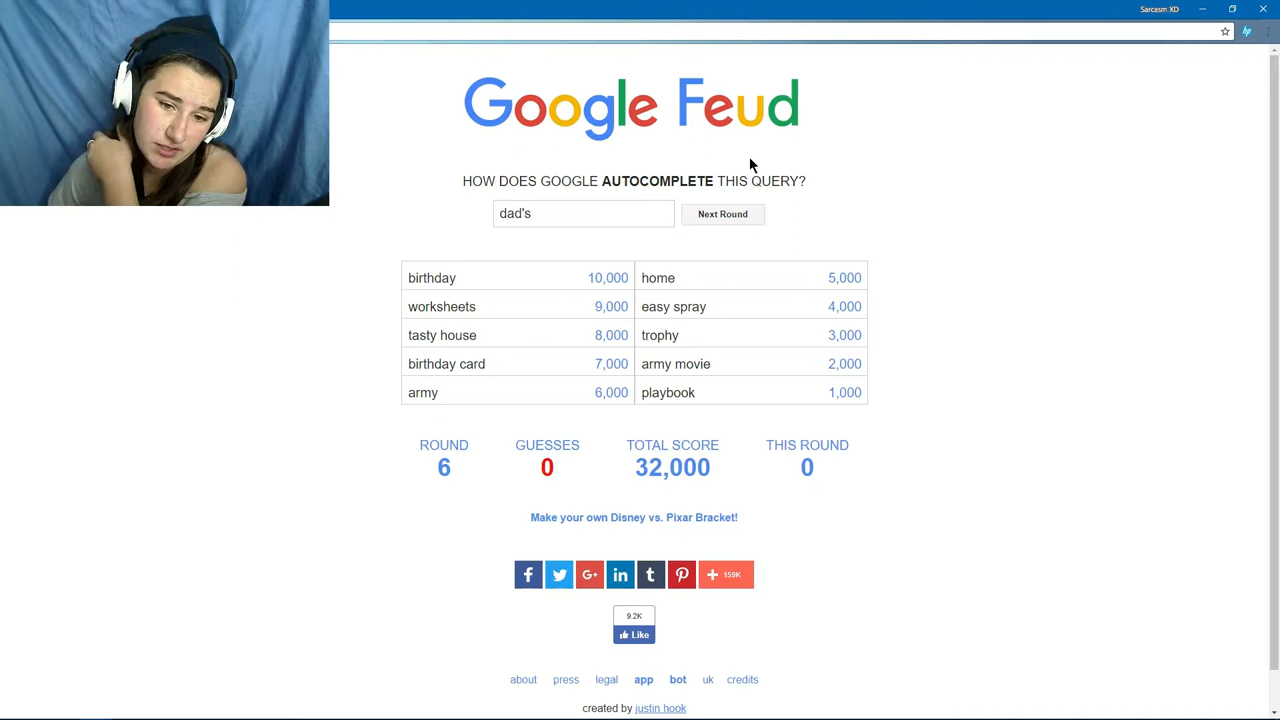 Sarcasm XD
Google Feud
HOW DOES GOOGLE AUTOCOMPLETE THIS QUERY?
dad's Next Round
birthday 10,000 home 5,000
worksheets 9,000 easy spray 4,000
tasty house 8,000 trophy 3,000
birthday card 7,000 army movie 2,000
army 6,000 playbook 1,000
ROUND GUESSES TOTAL SCORE THIS ROUND
6 0 32,000 0
Make your own Disney vs. Pixar Bracket!
159K
9.2K
Like
about press legal app bot uk credits
created by justin hook